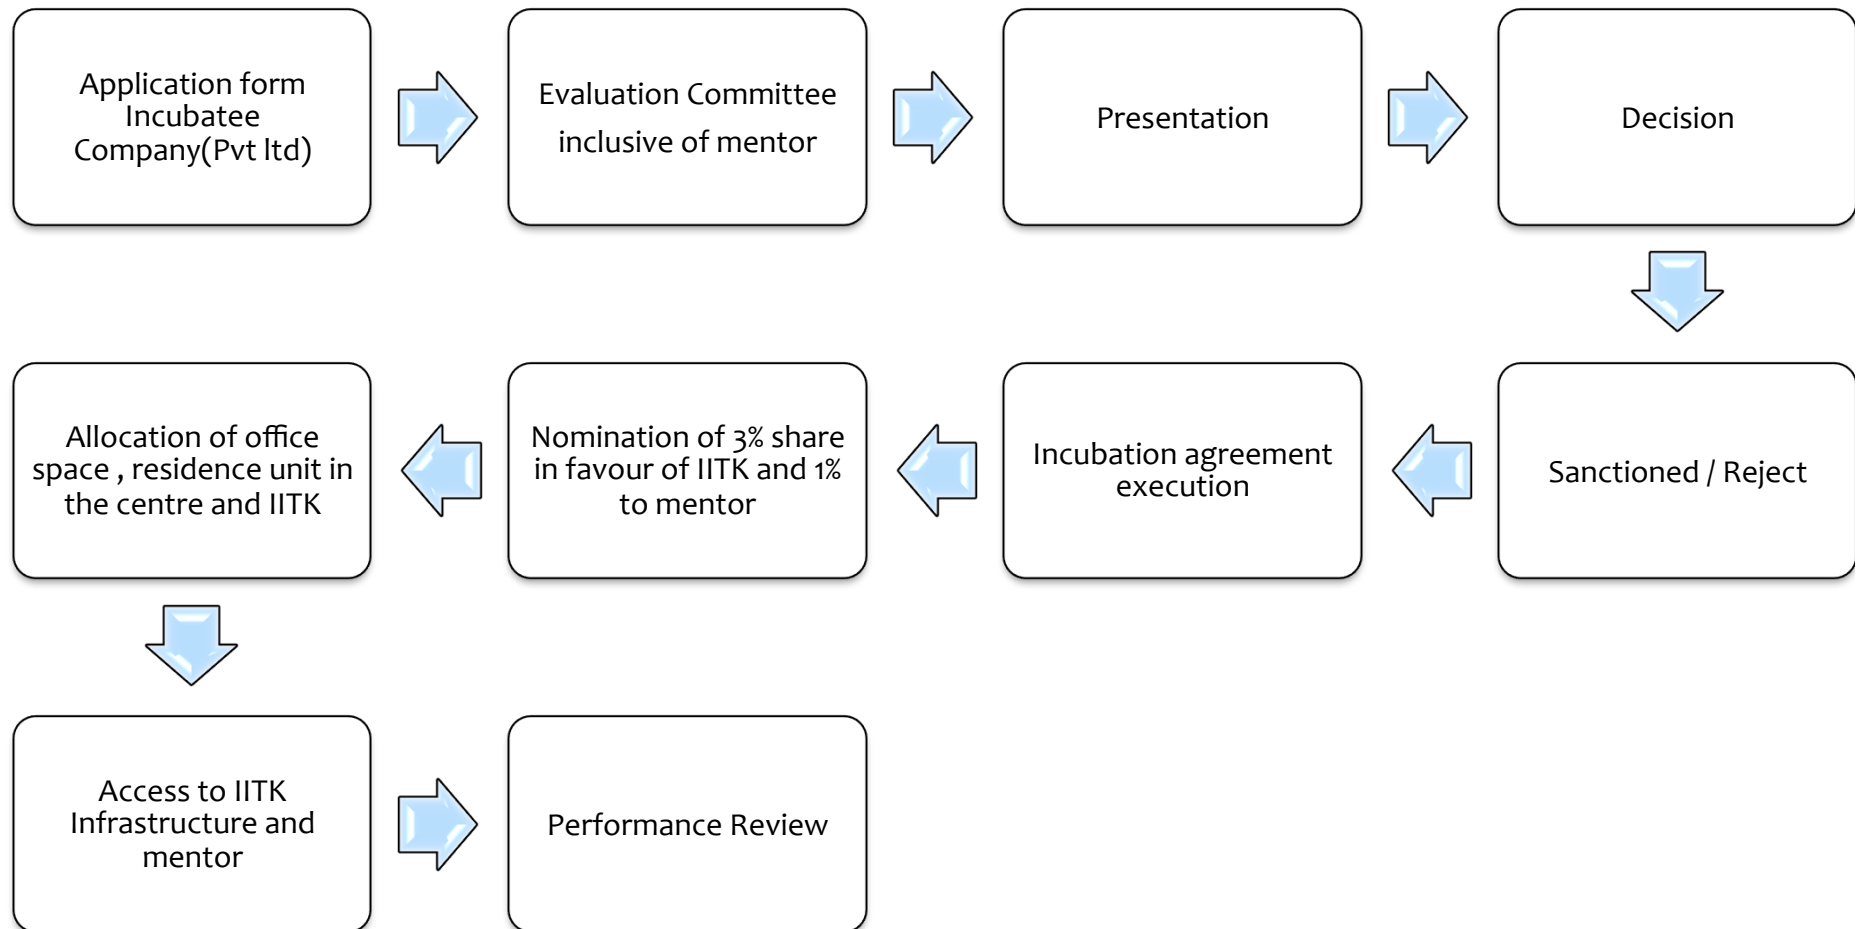 Application form
Incubatee
Company(Pvt ltd)
Evaluation Committee
inclusive of mentor
Presentation
Decision
Sanctioned / Reject
Incubation agreement
execution
Nomination of 3% share
in favour of IITK and 1%
to mentor
Allocation of office
space , residence unit in
the centre and IITK
Access to IITK
Infrastructure and
mentor
Performance Review